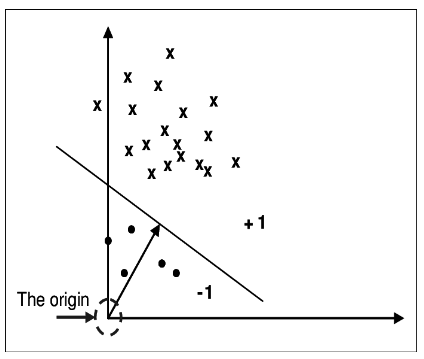 + 1
The origin
-1